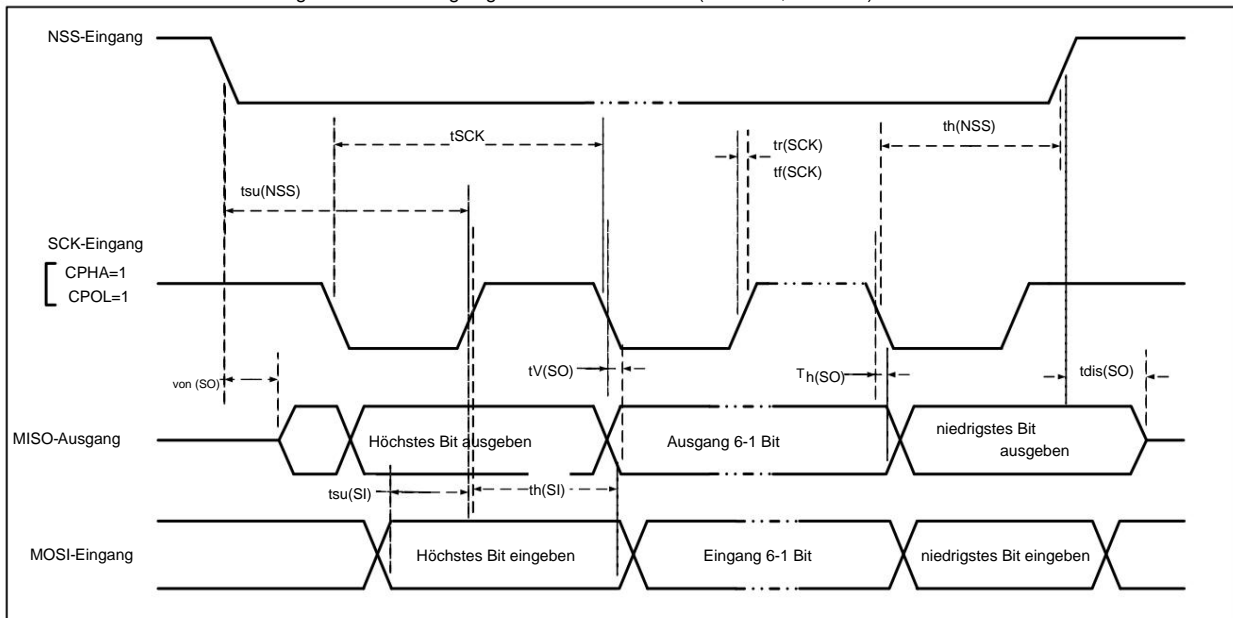 NSS-Eingang
tSCK
th(NSS)
tr(SCK)
tf(SCK)
tsu(NSS)
SCK-Eingang
CPHA=1
CPOL=1
tV(SO)
Th(SO)
von (SO)
tdis(SO)
MISO-Ausgang
Höchstes Bit ausgeben
Ausgang 6-1 Bit
niedrigstes Bit
ausgeben
tsu(SI)
th(SI)
MOSI-Eingang
Höchstes Bit eingeben
Eingang 6-1 Bit
niedrigstes Bit eingeben